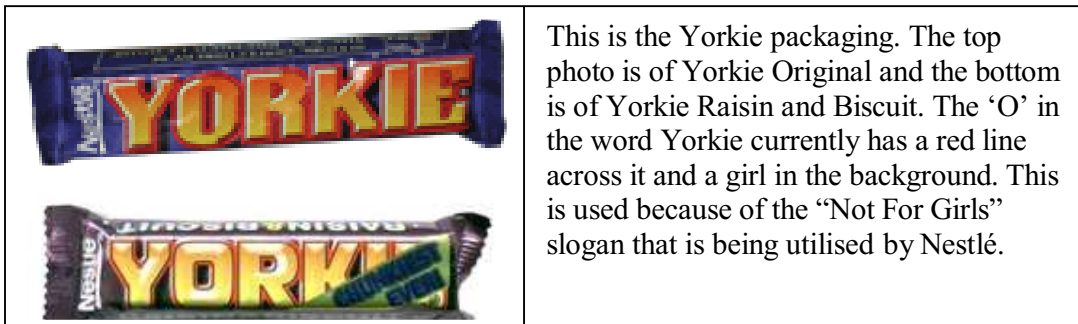 Nestlé
YORKIE
RAISIN & BISCUIT
Nestlé
YORKIE
CHUNKIEST
EVER!
This is the Yorkie packaging. The top
photo is of Yorkie Original and the bottom
is of Yorkie Raisin and Biscuit. The ‘O’ in
the word Yorkie currently has a red line
across it and a girl in the background. This
is used because of the “Not For Girls”
slogan that is being utilised by Nestlé.